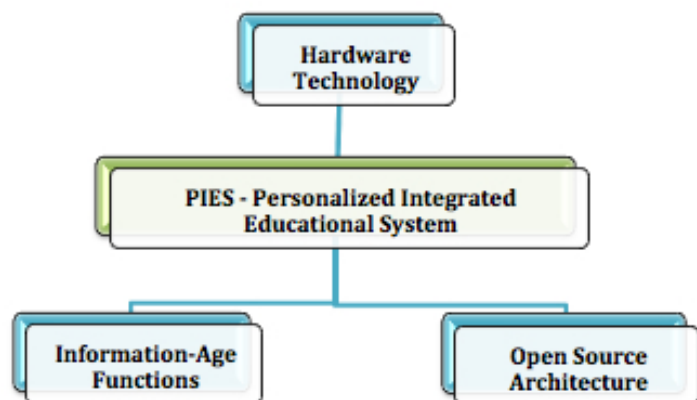 Hardware
Technology
PIES - Personalized Integrated
Educational System
Information-Age
Functions
Open Source
Architecture